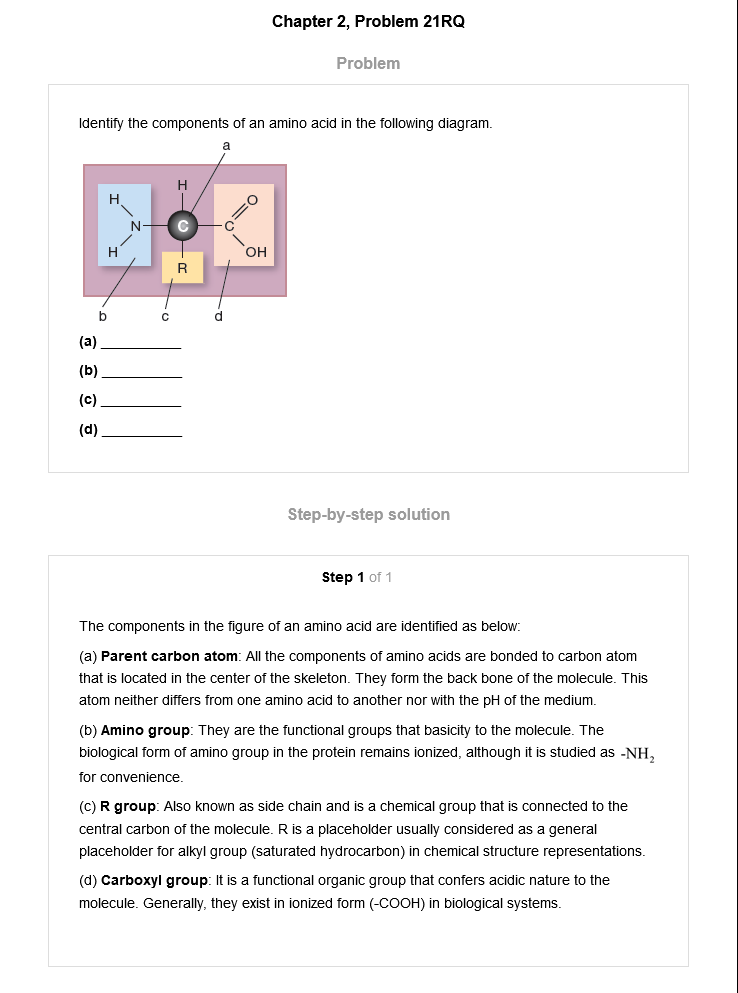 Chapter 2, Problem 21RQ
Problem
Identify the components of an amino acid in the following diagram.
a
H
H
O
N
C
C
H
OH
R
b c d
(a) __________
(b) __________
(c) __________
(d) __________
Step-by-step solution
Step 1 of 1
The components in the figure of an amino acid are identified as below:
(a) Parent carbon atom: All the components of amino acids are bonded to carbon atom
that is located in the center of the skeleton. They form the back bone of the molecule. This
atom neither differs from one amino acid to another nor with the pH of the medium.
(b) Amino group: They are the functional groups that basicity to the molecule. The
biological form of amino group in the protein remains ionized, although it is studied as -NH₂
for convenience.
(c) R group: Also known as side chain and is a chemical group that is connected to the
central carbon of the molecule. R is a placeholder usually considered as a general
placeholder for alkyl group (saturated hydrocarbon) in chemical structure representations.
(d) Carboxyl group: It is a functional organic group that confers acidic nature to the
molecule. Generally, they exist in ionized form (-COOH) in biological systems.